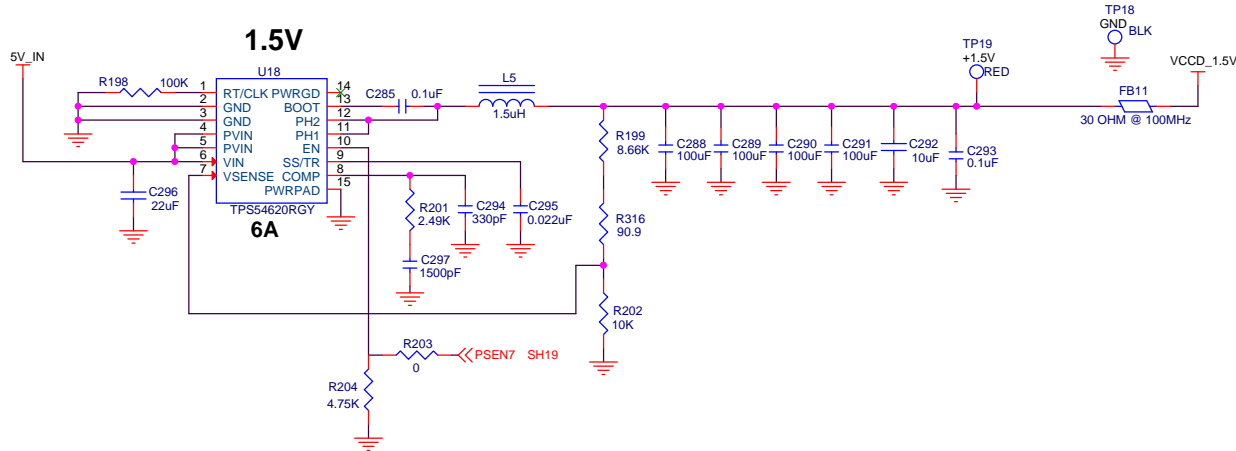 1.5V
5V_IN
U18
R198 100K
1 RT/CLK PWRGD 14
2 GND BOOT 13
3 GND PH2 12
4 PVIN PH1 11
5 PVIN EN 10
6 VIN SS/TR 9
7 VSENSE COMP 8
PWRPAD 15
TPS54620RGY
6A
C296
22uF
C285 0.1uF
L5
1.5uH
R201
2.49K
C294
330pF
C295
0.022uF
C297
1500pF
R199
8.66K
R316
90.9
R202
10K
R203
0
PSEN7 SH19
R204
4.75K
C288
100uF
C289
100uF
C290
100uF
C291
100uF
C292
10uF
C293
0.1uF
TP19
+1.5V
RED
TP18
GND
BLK
FB11
30 OHM @ 100MHz
VCCD_1.5V